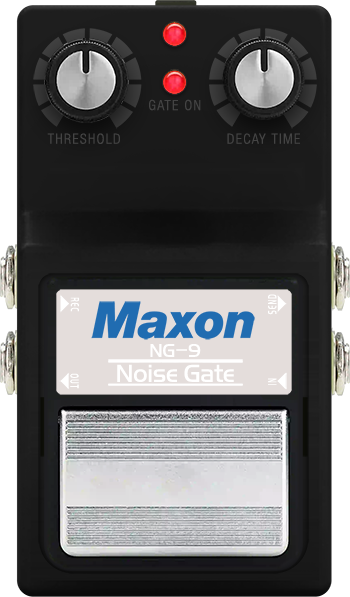 GATE ON
THRESHOLD
DECAY TIME
REC
SEND
Maxon
NG-9
Noise Gate
OUT
IN